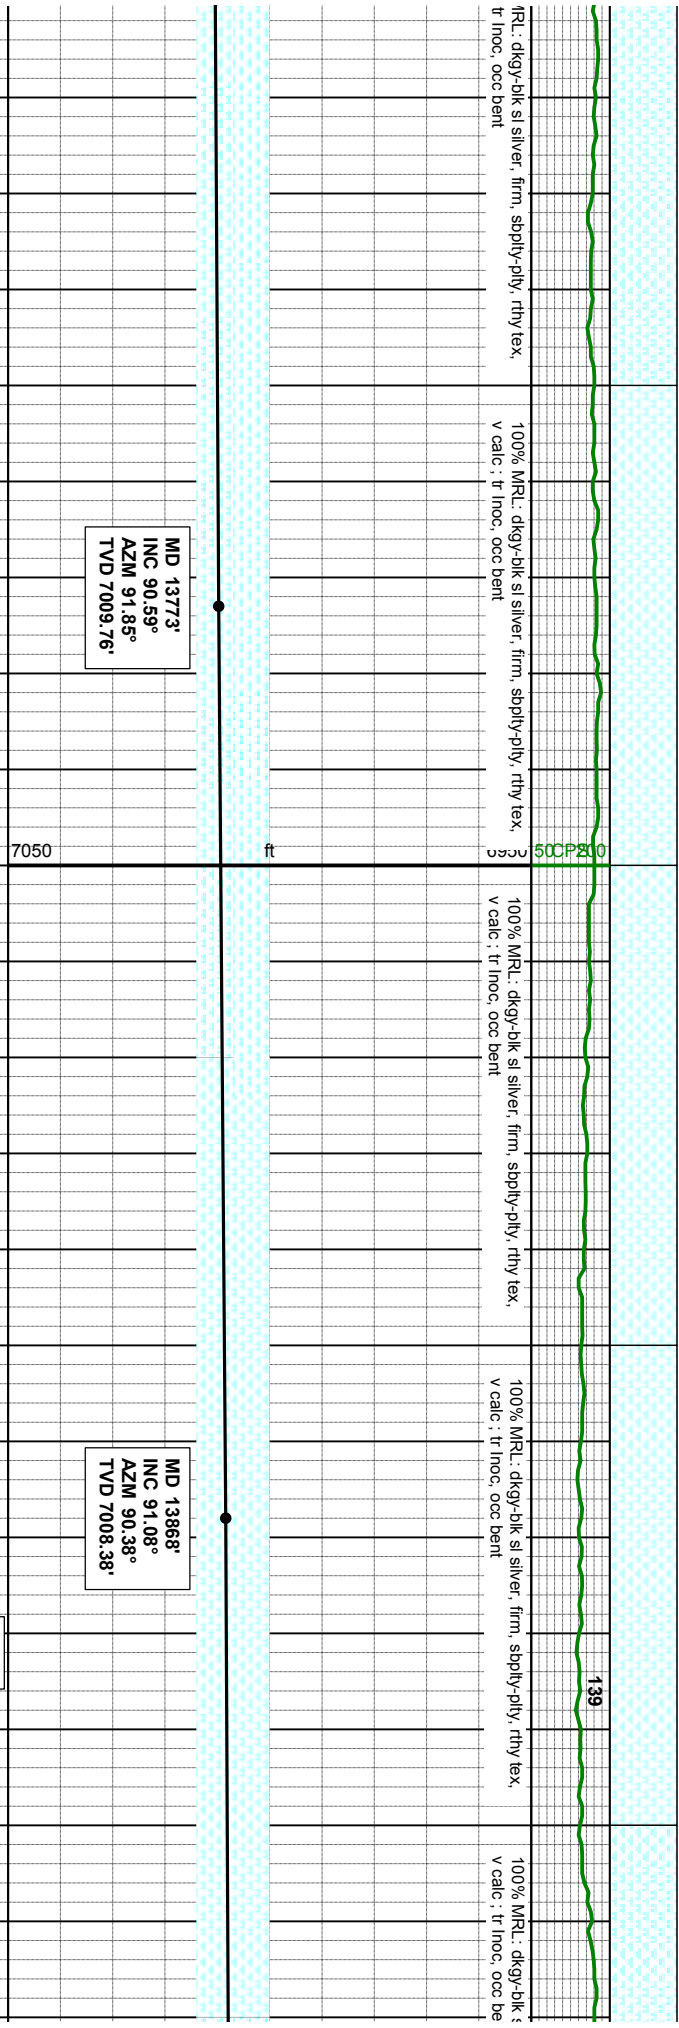 MRL: dkgy-blk sl silver, firm, sbplty-plty, rthy tex,
tr Inoc, occ bent
100% MRL: dkgy-blk sl silver, firm, sbplty-plty, rthy tex,
v calc ; tr Inoc, occ bent
MD 13773'
INC 90.59°
AZM 91.85°
TVD 7009.76'
7050
ft
6950
50
CPS
200
100% MRL: dkgy-blk sl silver, firm, sbplty-plty, rthy tex,
v calc ; tr Inoc, occ bent
100% MRL: dkgy-blk sl silver, firm, sbplty-plty, rthy tex,
v calc ; tr Inoc, occ bent
MD 13868'
INC 91.08°
AZM 90.38°
TVD 7008.38'
139
100% MRL: dkgy-blk s
v calc ; tr Inoc, occ be